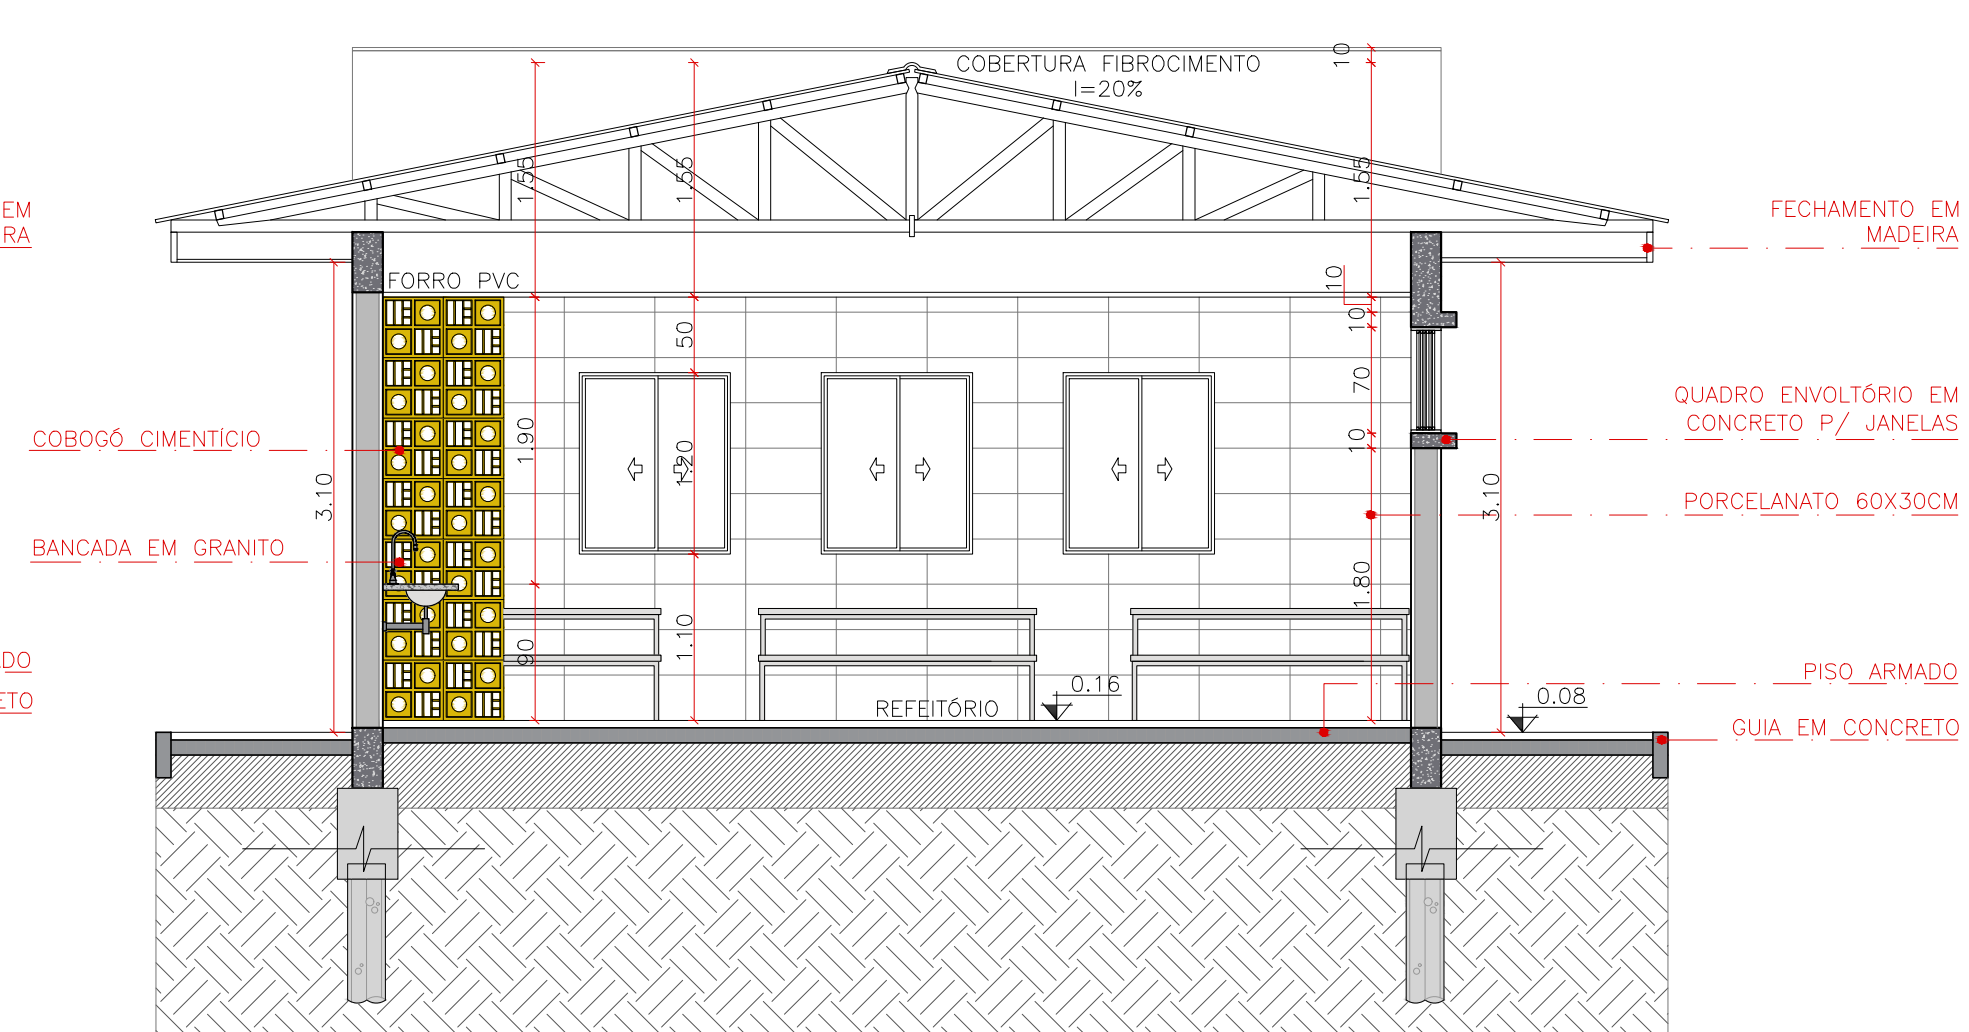 COBERTURA FIBROCIMENTO
I=20%
10
1.55
1.55
1.55
EM
RA
FECHAMENTO EM
MADEIRA
FORRO PVC
10
10
50
70
QUADRO ENVOLTÓRIO EM
CONCRETO P/ JANELAS
COBOGÓ CIMENTÍCIO
1.90
10
1.20
3.10
3.10
PORCELANATO 60X30CM
BANCADA EM GRANITO
1.80
90
1.10
ADO
PISO ARMADO
0.16
0.08
ETO
REFEITÓRIO
GUIA EM CONCRETO